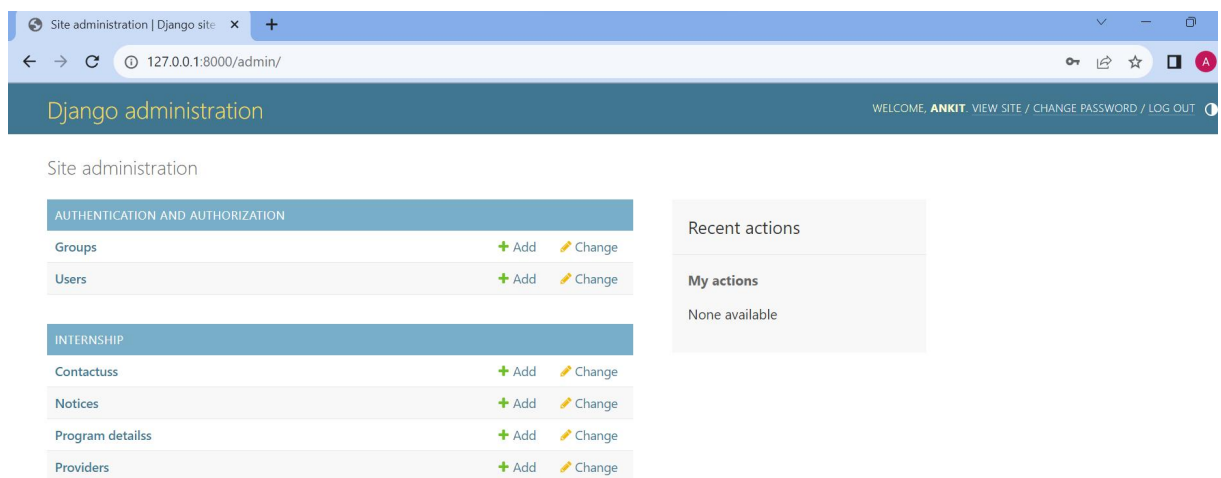 Site administration | Django site
127.0.0.1:8000/admin/
A
Django administration
WELCOME, ANKIT. VIEW SITE / CHANGE PASSWORD / LOG OUT
Site administration
AUTHENTICATION AND AUTHORIZATION
Groups + Add Change
Users + Add Change
INTERNSHIP
Contactuss + Add Change
Notices + Add Change
Program detailss + Add Change
Providers + Add Change
Recent actions
My actions
None available